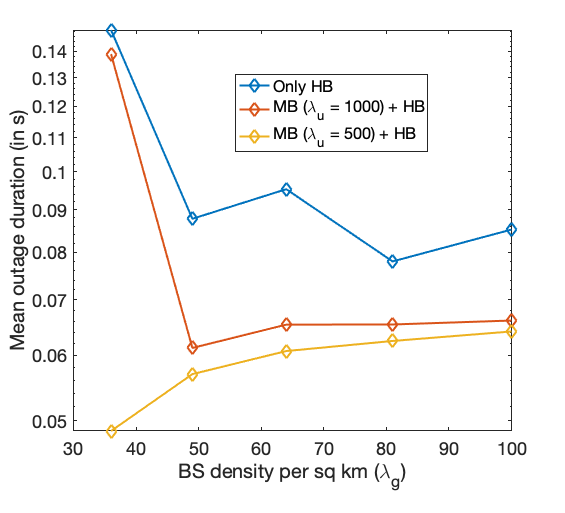 Mean outage duration (in s)
0.14
0.13
0.12
0.11
0.1
0.09
0.08
0.07
0.06
0.05
Only HB
MB (λu = 1000) + HB
MB (λu = 500) + HB
30 40 50 60 70 80 90 100
BS density per sq km (λg)